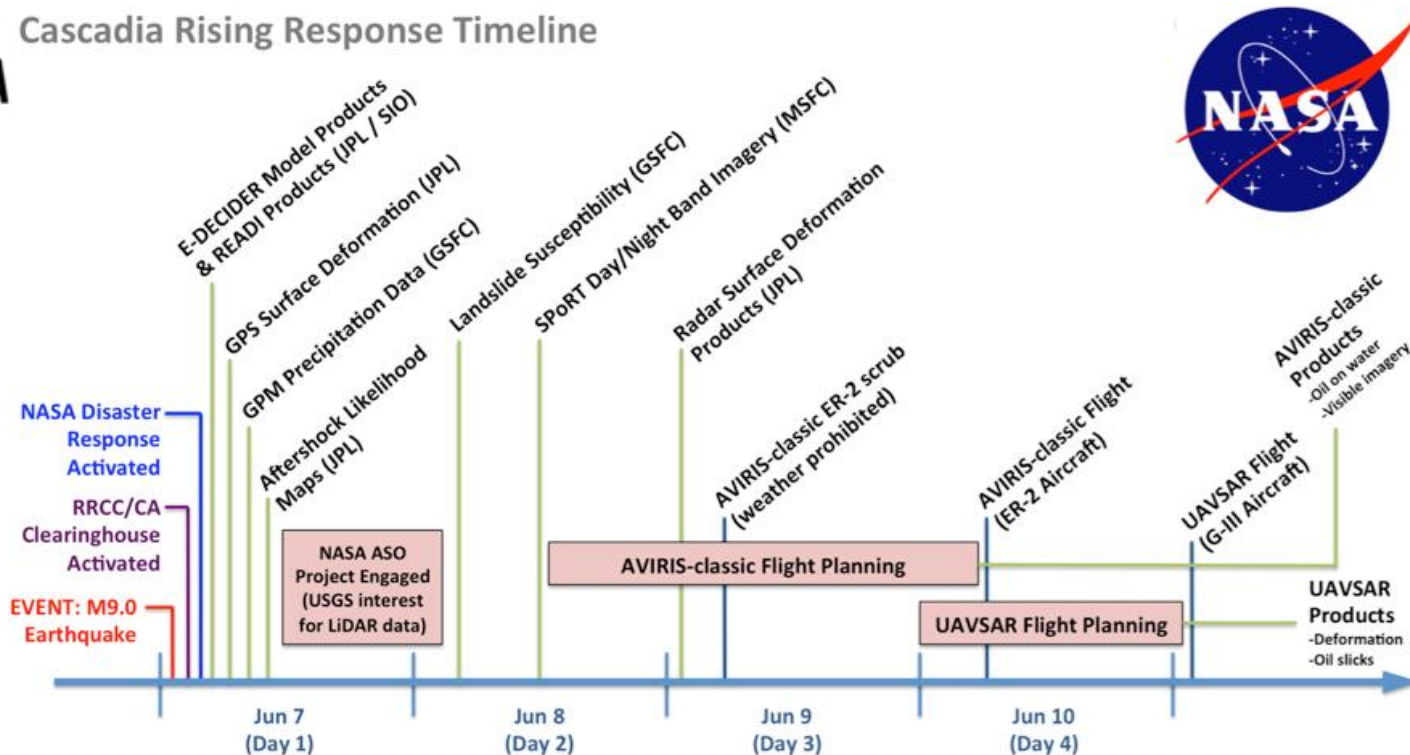 Cascadia Rising Response Timeline
NASA
E-DECIDER Model Products
& READI Products (JPL / SIO)
GPS Surface Deformation (JPL)
GPM Precipitation Data (GSFC)
Aftershock Likelihood
Maps (JPL)
Landslide Susceptibility (GSFC)
SPoRT Day/Night Band Imagery (MSFC)
Radar Surface Deformation
Products (JPL)
AVIRIS-classic ER-2 scrub
(weather prohibited)
AVIRIS-classic Flight
(ER-2 Aircraft)
UAVSAR Flight
(G-III Aircraft)
AVIRIS-classic
Products
-Oil on water
-Visible imagery
NASA Disaster
Response
Activated
RRCC/CA
Clearinghouse
Activated
EVENT: M9.0
Earthquake
NASA ASO
Project Engaged
(USGS interest
for LiDAR data)
AVIRIS-classic Flight Planning
UAVSAR Flight Planning
UAVSAR
Products
-Deformation
-Oil slicks
Jun 7
(Day 1)
Jun 8
(Day 2)
Jun 9
(Day 3)
Jun 10
(Day 4)